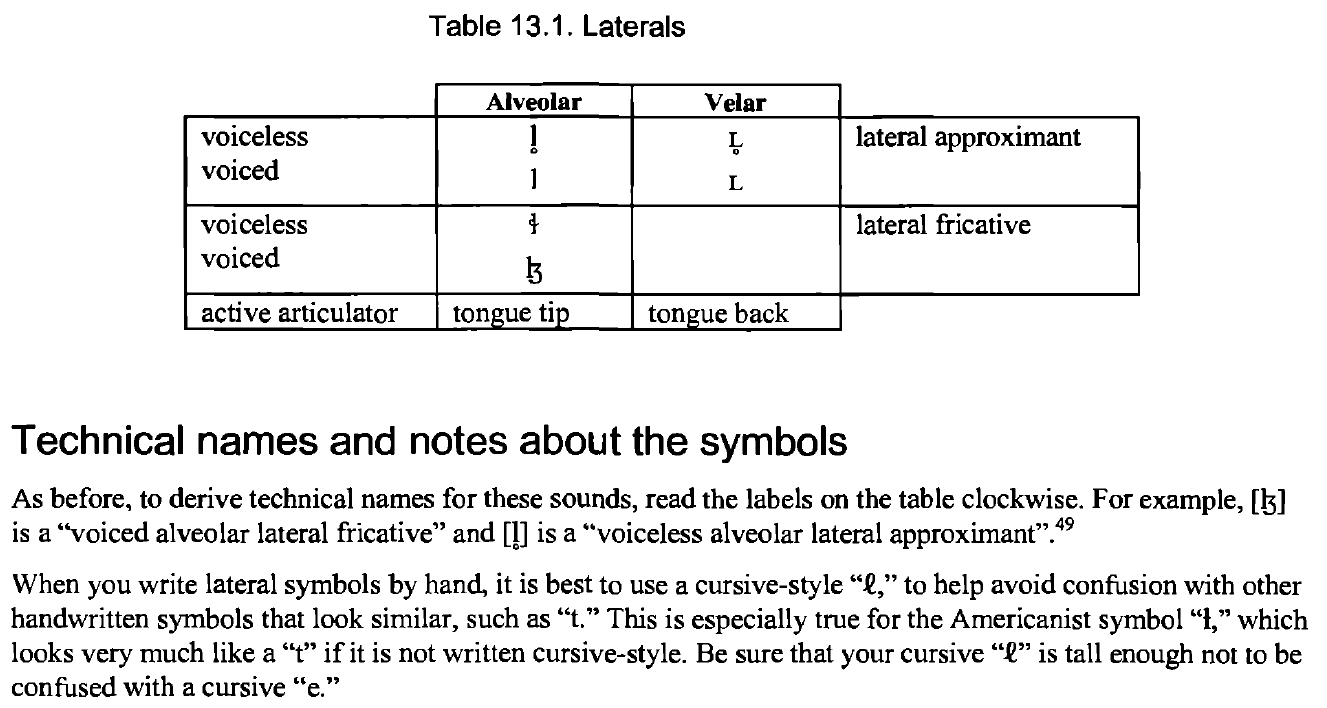 Table 13.1. Laterals
Alveolar Velar
voiceless l̥ ʟ̥ lateral approximant
voiced l ʟ
voiceless ɬ lateral fricative
voiced ɮ
active articulator tongue tip tongue back
Technical names and notes about the symbols
As before, to derive technical names for these sounds, read the labels on the table clockwise. For example, [ɮ]
is a “voiced alveolar lateral fricative” and [l̥] is a “voiceless alveolar lateral approximant”.⁴⁹
When you write lateral symbols by hand, it is best to use a cursive-style “ℓ,” to help avoid confusion with other
handwritten symbols that look similar, such as “t.” This is especially true for the Americanist symbol “ł,” which
looks very much like a “t” if it is not written cursive-style. Be sure that your cursive “ℓ” is tall enough not to be
confused with a cursive “e.”